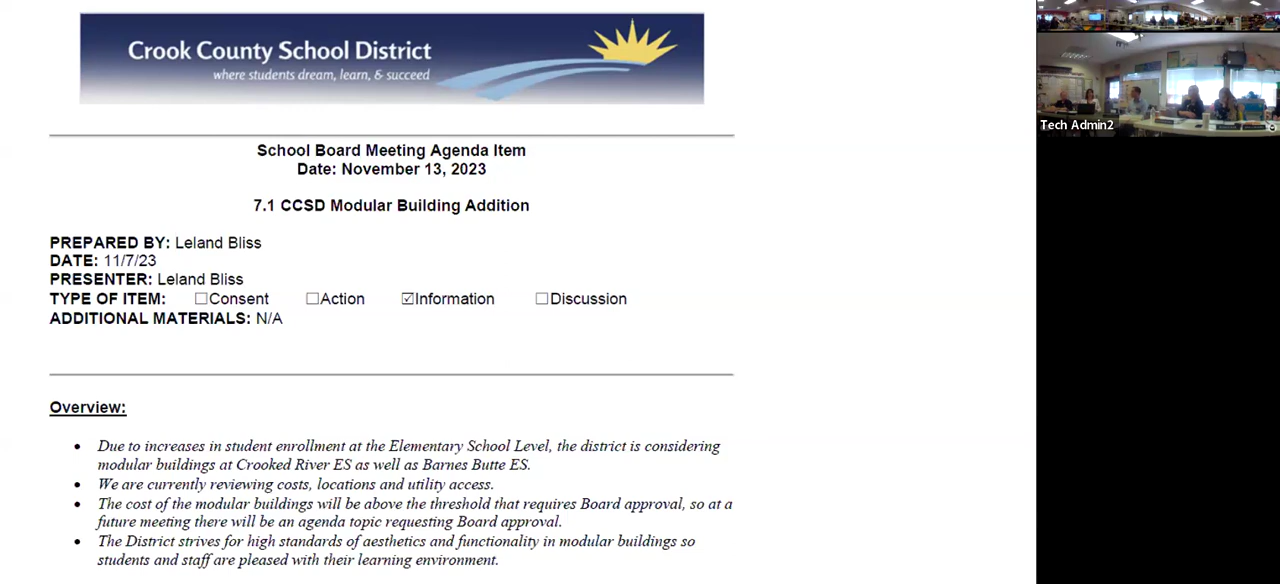 Crook County School District
where students dream, learn, & succeed
School Board Meeting Agenda Item
Date: November 13, 2023
7.1 CCSD Modular Building Addition
PREPARED BY: Leland Bliss
DATE: 11/7/23
PRESENTER: Leland Bliss
TYPE OF ITEM: ☐Consent ☐Action ☑Information ☐Discussion
ADDITIONAL MATERIALS: N/A
Overview:
• Due to increases in student enrollment at the Elementary School Level, the district is considering
modular buildings at Crooked River ES as well as Barnes Butte ES.
• We are currently reviewing costs, locations and utility access.
• The cost of the modular buildings will be above the threshold that requires Board approval, so at a
future meeting there will be an agenda topic requesting Board approval.
• The District strives for high standards of aesthetics and functionality in modular buildings so
students and staff are pleased with their learning environment.
Tech Admin2